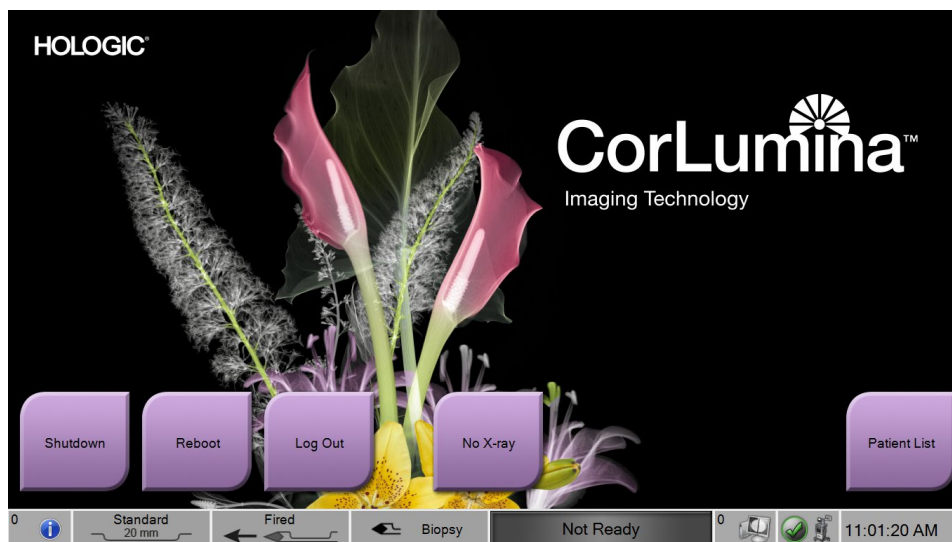 HOLOGIC®
CorLumina™
Imaging Technology
Shutdown
Reboot
Log Out
No X-ray
Patient List
0
Standard
20 mm
Fired
Biopsy
Not Ready
0
11:01:20 AM